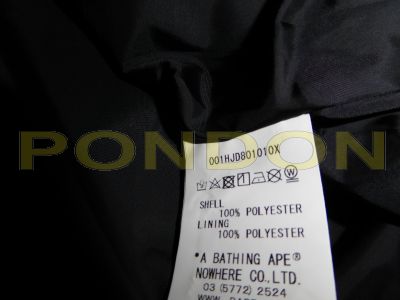 001HJD801010X
PONDON
SHELL
100% POLYESTER
LINING
100% POLYESTER
*A BATHING APE®
NOWHERE CO.,LTD.
03 (5772) 2524